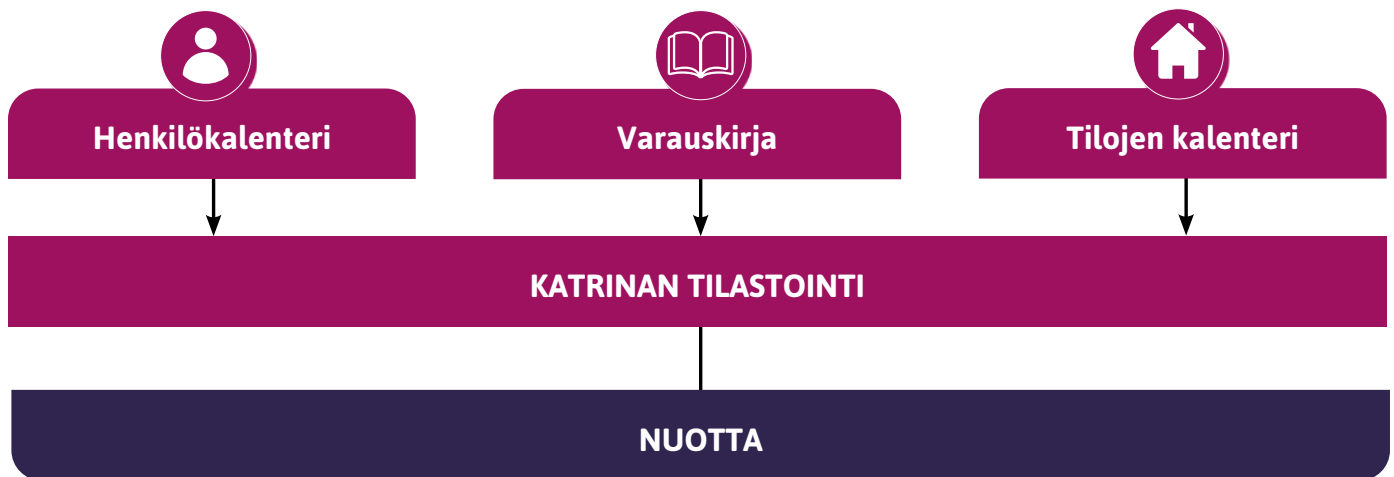 Henkilökalenteri
Varauskirja
Tilojen kalenteri
KATRINAN TILASTOINTI
NUOTTA